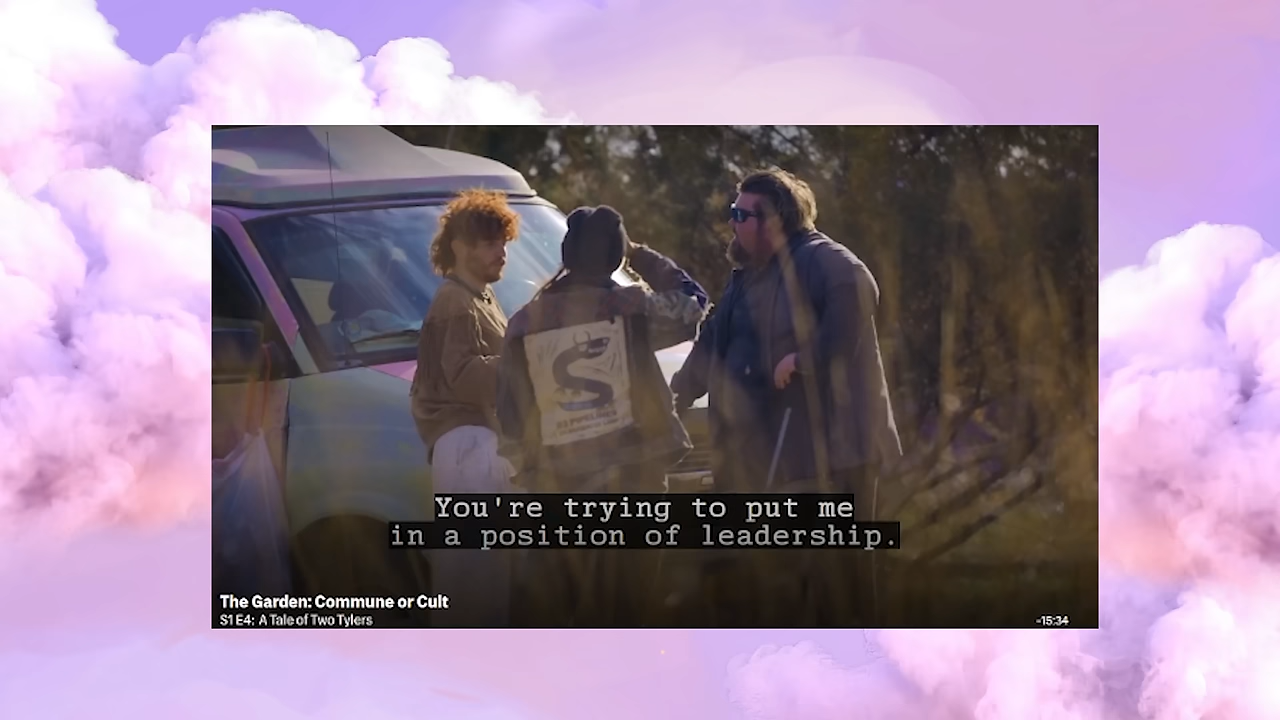 You're trying to put me
in a position of leadership.
The Garden: Commune or Cult
S1 E4: A Tale of Two Tylers
-15:34